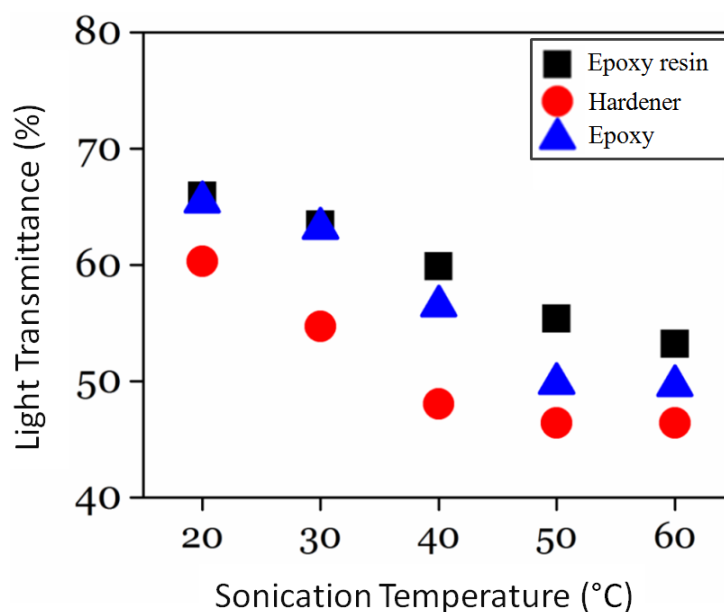 80
70
60
50
40
Light Transmittance (%)
Epoxy resin
Hardener
Epoxy
20 30 40 50 60
Sonication Temperature (°C)